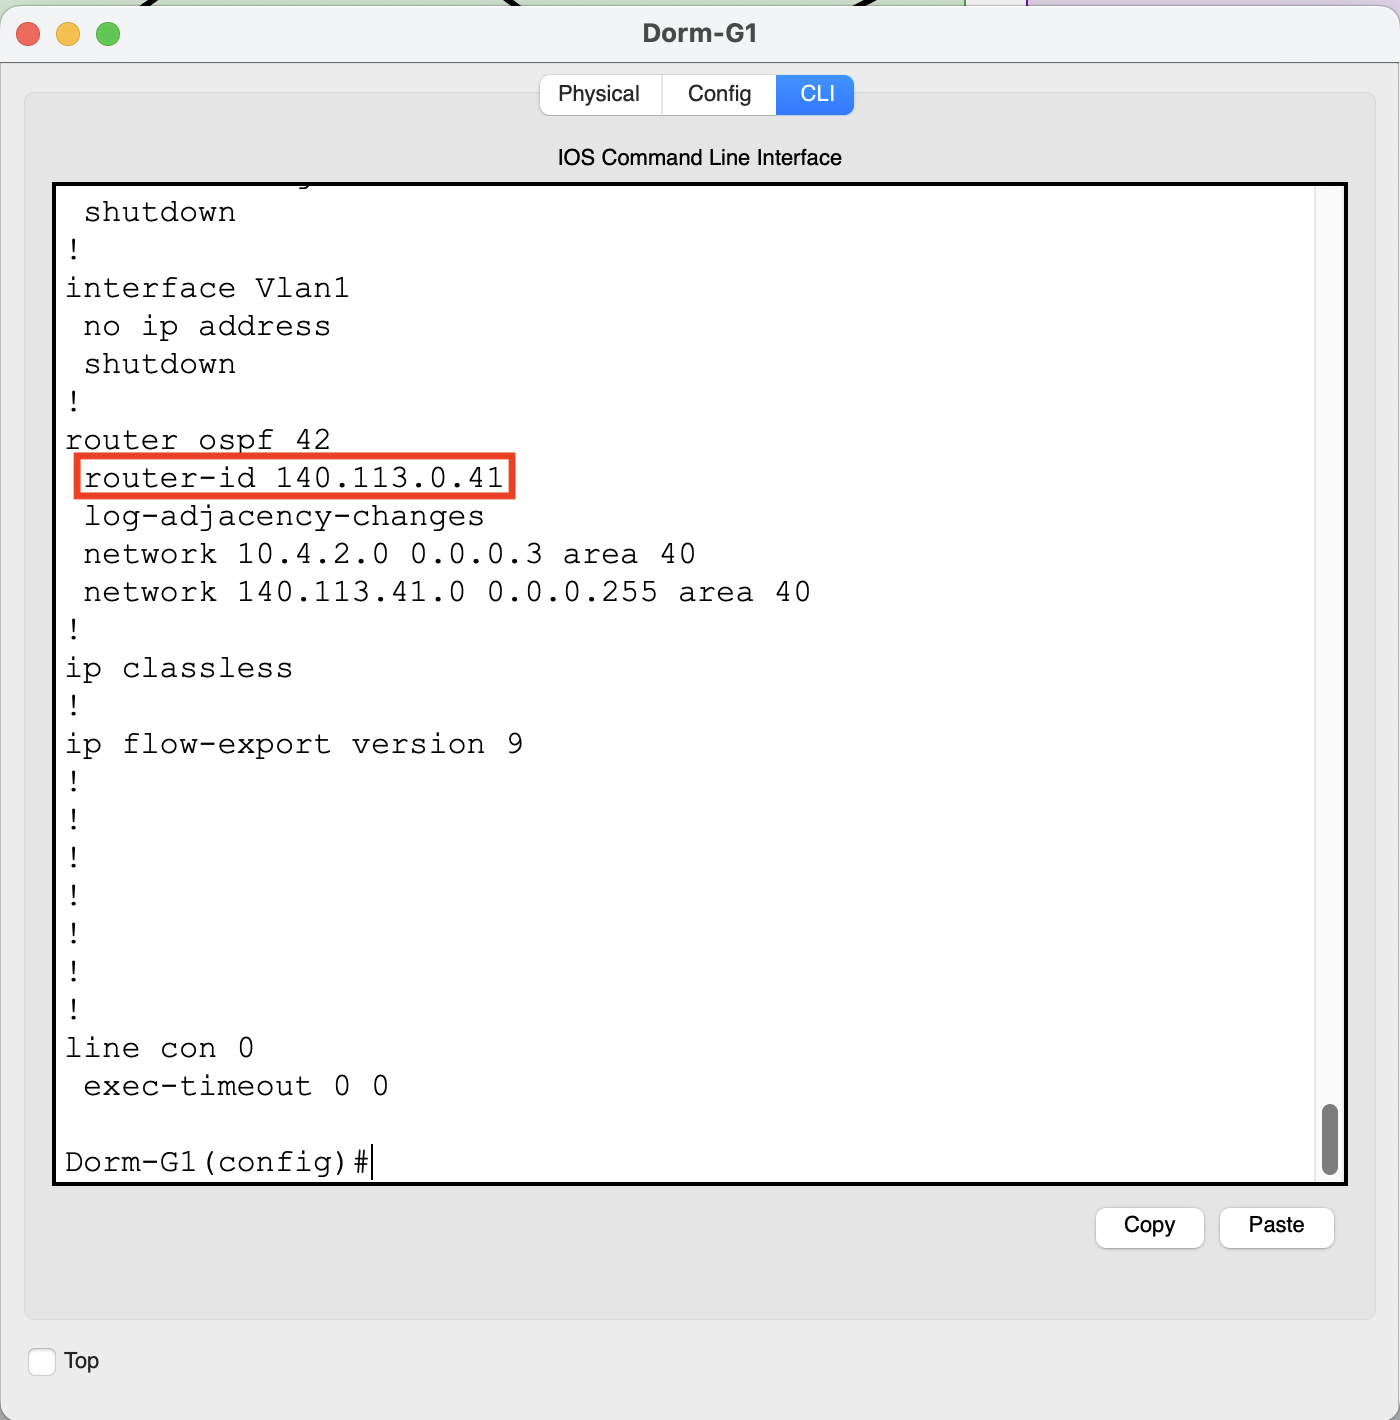 Dorm-G1
Physical Config CLI
IOS Command Line Interface
shutdown
!
interface Vlan1
no ip address
shutdown
!
router ospf 42
router-id 140.113.0.41
log-adjacency-changes
network 10.4.2.0 0.0.0.3 area 40
network 140.113.41.0 0.0.0.255 area 40
!
ip classless
!
ip flow-export version 9
!
!
!
!
!
!
!
line con 0
exec-timeout 0 0
Dorm-G1(config)#
Copy Paste
Top